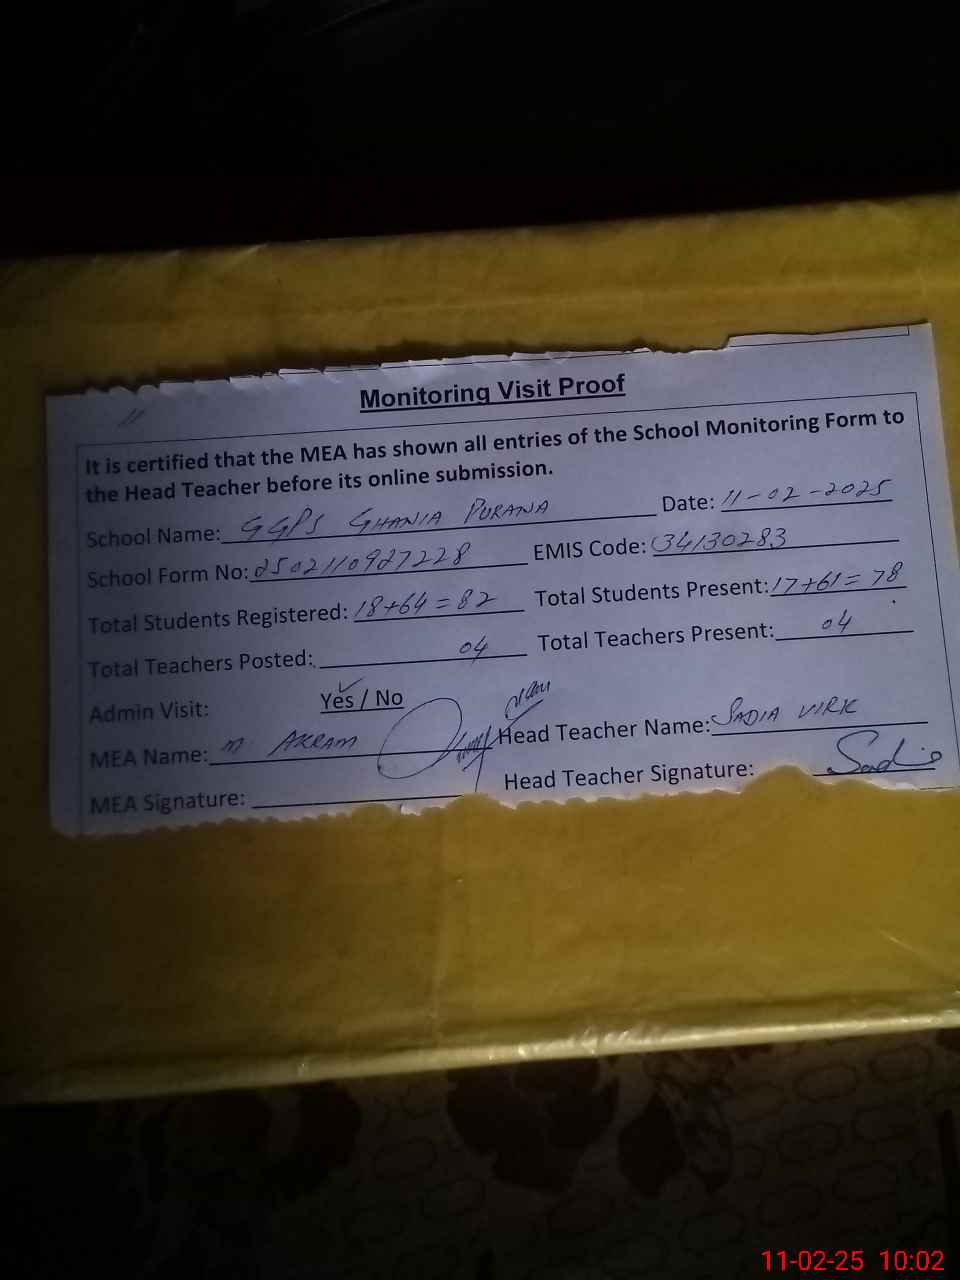 Monitoring Visit Proof
It is certified that the MEA has shown all entries of the School Monitoring Form to
the Head Teacher before its online submission.
School Name: GGPS GHANIA PURANA Date: 11-02-2025
School Form No: 2502110927228 EMIS Code: 34130283
Total Students Registered: 18+64=82 Total Students Present: 17+61=78
Total Teachers Posted: 04 Total Teachers Present: 04
Admin Visit: Yes / No
MEA Name: M. AKRAM Head Teacher Name: SADIA VIRK
MEA Signature: Head Teacher Signature: Sadia
11-02-25 10:02